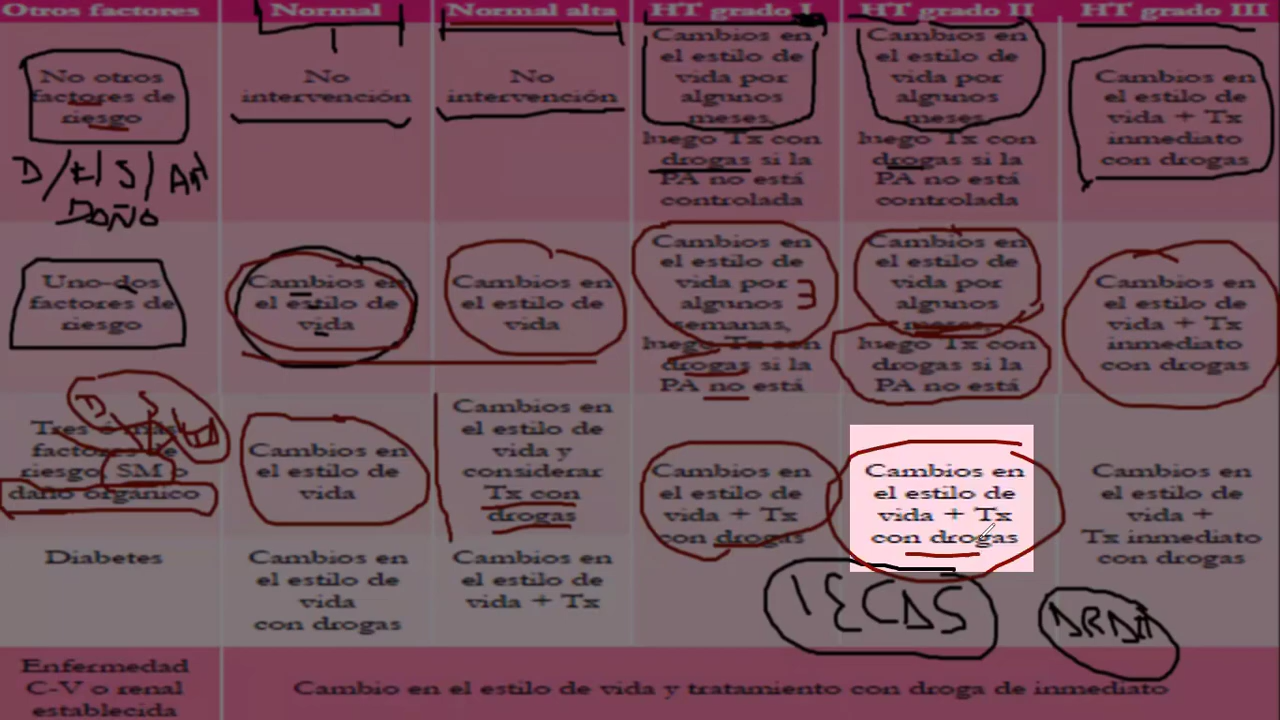 Otros factores
Normal
Normal alta
HT grado I
HT grado II
HT grado III
No otros
factores de
riesgo
No
intervención
No
intervención
Cambios en
el estilo de
vida por
algunos
meses,
luego Tx con
drogas si la
PA no está
controlada
Cambios en
el estilo de
vida por
algunos
meses,
luego Tx con
drogas si la
PA no está
controlada
Cambios en
el estilo de
vida + Tx
inmediato
con drogas
DAÑO
Uno-dos
factores de
riesgo
Cambios en
el estilo de
vida
Cambios en
el estilo de
vida
Cambios en
el estilo de
vida por
algunas
semanas,
luego Tx con
drogas si la
PA no está
3
Cambios en
el estilo de
vida por
algunos
meses,
luego Tx con
drogas si la
PA no está
Cambios en
el estilo de
vida + Tx
inmediato
con drogas
Tres o más
factores de
riesgo SM o
daño orgánico
Cambios en
el estilo de
vida
Cambios en
el estilo de
vida y
considerar
Tx con
drogas
Cambios en
el estilo de
vida + Tx
con drogas
Cambios en
el estilo de
vida + Tx
con drogas
Cambios en
el estilo de
vida +
Tx inmediato
con drogas
Diabetes
Cambios en
el estilo de
vida
con drogas
Cambios en
el estilo de
vida + Tx
IECAS
ARAII
Enfermedad
C-V o renal
establecida
Cambio en el estilo de vida y tratamiento con droga de inmediato